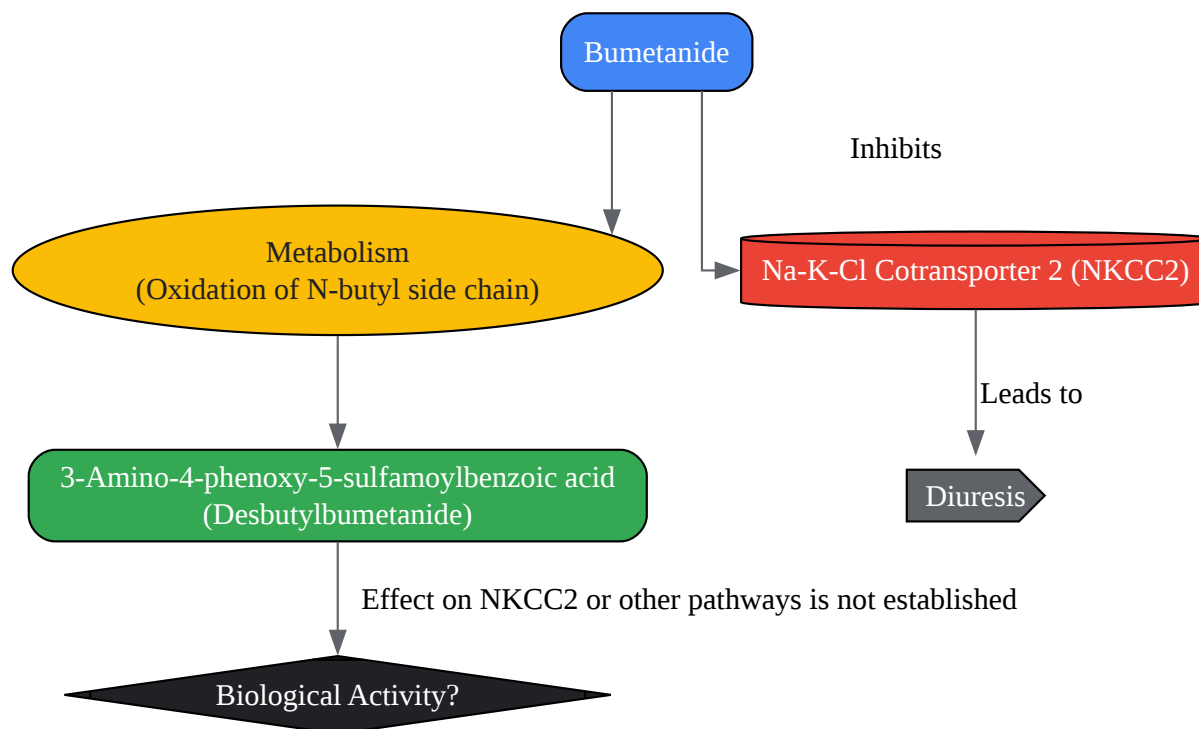 Bumetanide
Inhibits
Metabolism
(Oxidation of N-butyl side chain)
Na-K-Cl Cotransporter 2 (NKCC2)
Leads to
3-Amino-4-phenoxy-5-sulfamoylbenzoic acid
(Desbutylbumetanide)
Diuresis
Effect on NKCC2 or other pathways is not established
Biological Activity?